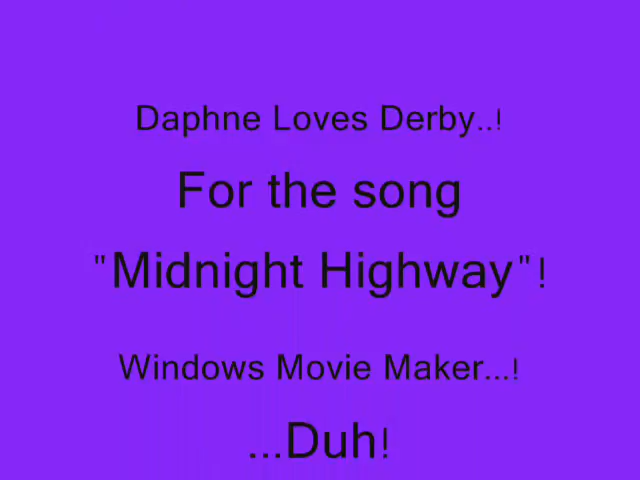 Daphne Loves Derby..!
For the song
"Midnight Highway"!
Windows Movie Maker...!
...Duh!